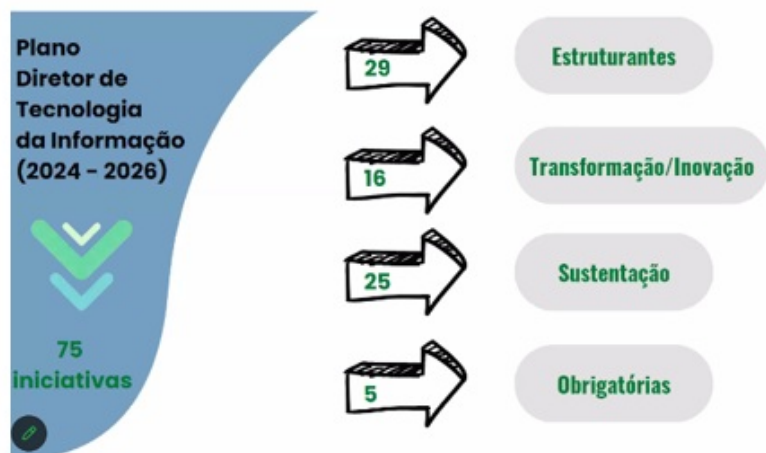 Plano
Diretor de
Tecnologia
da Informação
(2024 - 2026)
75
iniciativas
29
Estruturantes
16
Transformação/Inovação
25
Sustentação
5
Obrigatórias